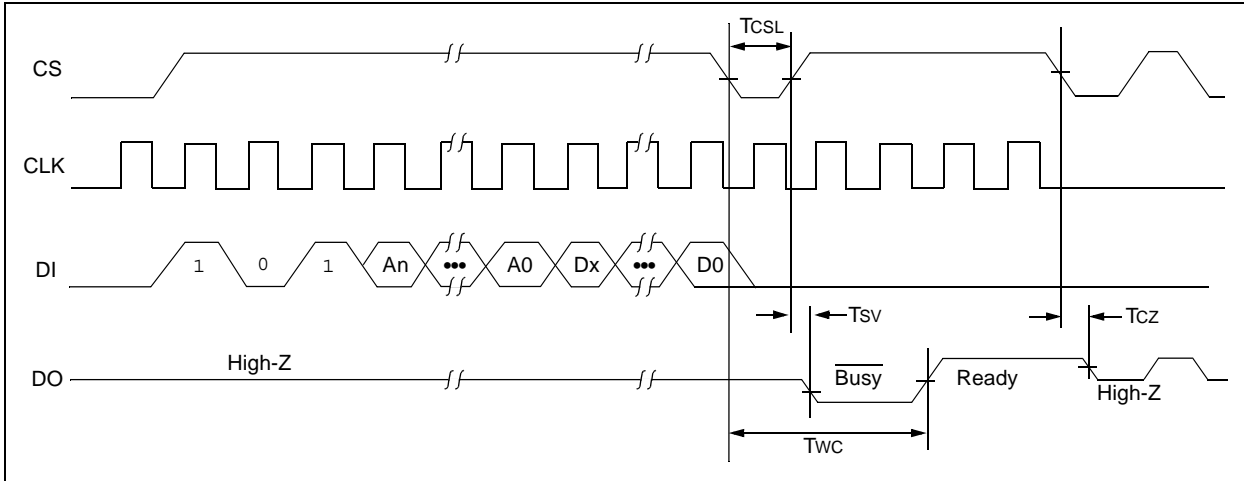 TCSL
CS
CLK
DI
1 0 1 An ••• A0 Dx ••• D0
TSV
TCZ
DO
High-Z
Busy
Ready
High-Z
TWC